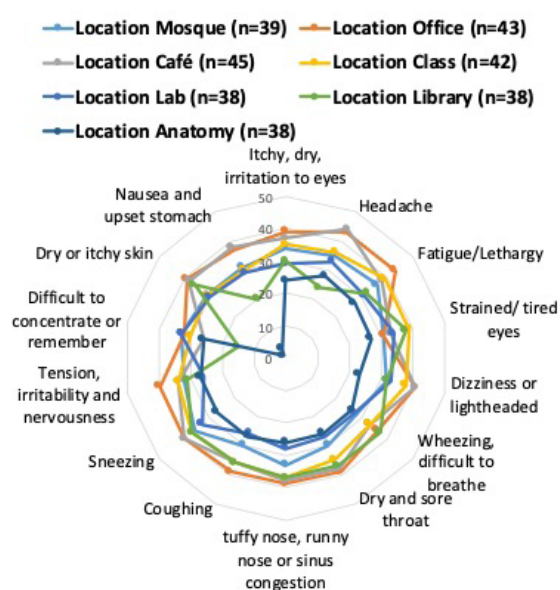 Location Mosque (n=39)
Location Office (n=43)
Location Café (n=45)
Location Class (n=42)
Location Lab (n=38)
Location Library (n=38)
Location Anatomy (n=38)
Itchy, dry,
irritation to eyes
Headache
Fatigue/Lethargy
Strained/ tired
eyes
Dizziness or
lightheaded
Wheezing,
difficult to
breathe
Dry and sore
throat
tuffy nose, runny
nose or sinus
congestion
Coughing
Sneezing
Tension,
irritability and
nervousness
Difficult to
concentrate or
remember
Dry or itchy skin
Nausea and
upset stomach
50
40
30
20
10
0